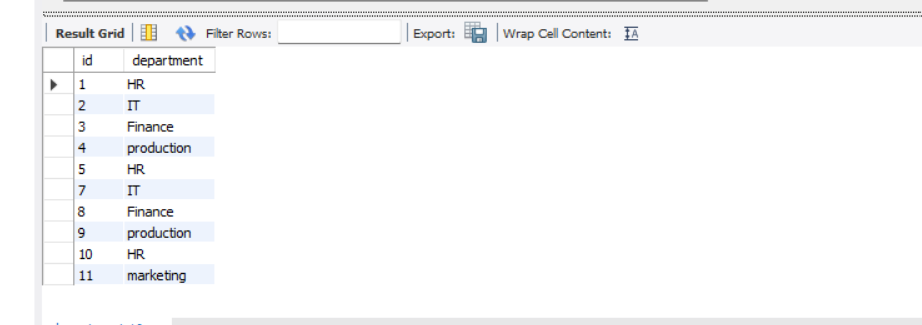 Result Grid Filter Rows: Export: Wrap Cell Content:
id department
1 HR
2 IT
3 Finance
4 production
5 HR
7 IT
8 Finance
9 production
10 HR
11 marketing